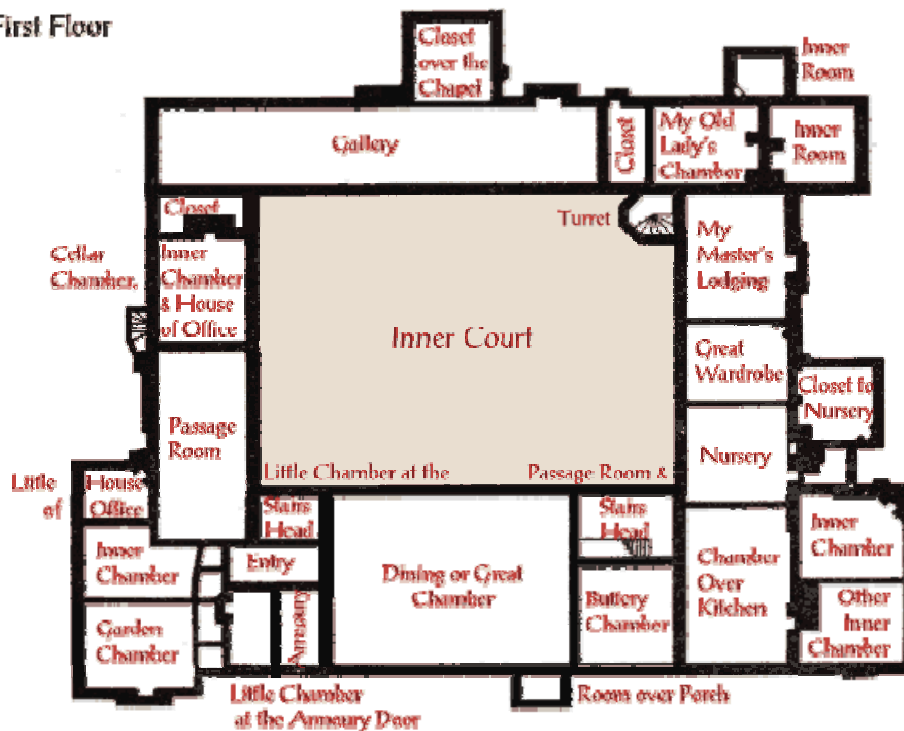 First Floor
Closet
over the
Chapel
Inner
Room
Gallery
Closet
My Old
Lady's
Chamber
Inner
Room
Closet
Turret
My
Master's
Lodging
Cellar
Chamber.
Inner
Chamber
& House
of Office
Inner Court
Great
Wardrobe
Closet to
Nursery
Passage
Room
Nursery
Little Chamber at the
Passage Room &
Little House
of Office
Stairs
Head
Stairs
Head
Inner
Chamber
Inner
Chamber
Entry
Dining or Great
Chamber
Chamber
Over
Kitchen
Buttery
Chamber
Other
Inner
Chamber
Garden
Chamber
Armoury
Little Chamber
at the Armoury Door
Room over Porch